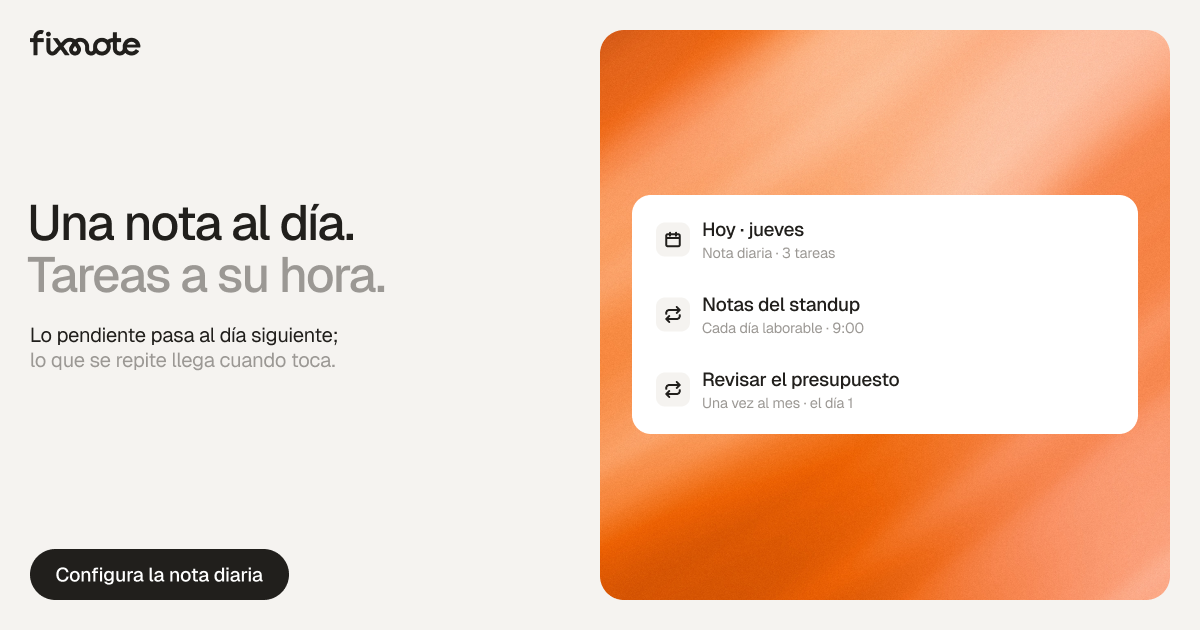 fixnote
Una nota al día.
Tareas a su hora.
Lo pendiente pasa al día siguiente;
lo que se repite llega cuando toca.
Configura la nota diaria
Hoy · jueves
Nota diaria · 3 tareas
Notas del standup
Cada día laborable · 9:00
Revisar el presupuesto
Una vez al mes · el día 1